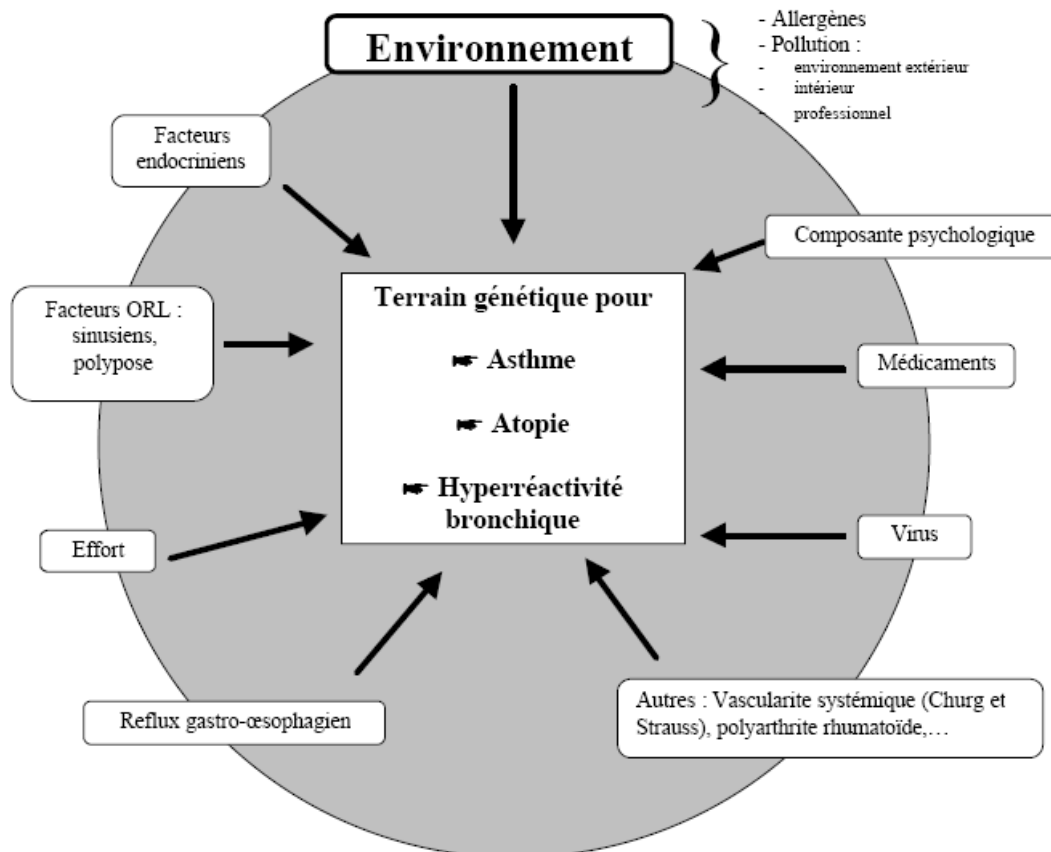 Environnement
- Allergènes
- Pollution :
- environnement extérieur
- intérieur
- professionnel
Facteurs
endocriniens
Composante psychologique
Terrain génétique pour
☛ Asthme
☛ Atopie
☛ Hyperréactivité
bronchique
Facteurs ORL :
sinusiens,
polypose
Médicaments
Effort
Virus
Reflux gastro-œsophagien
Autres : Vascularite systémique (Churg et
Strauss), polyarthrite rhumatoïde,…